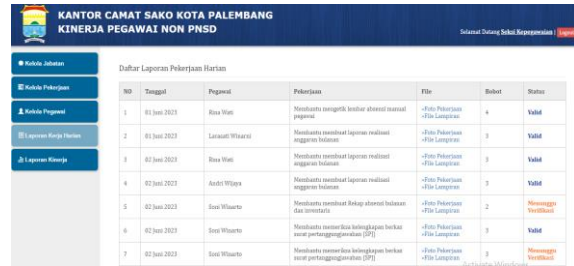 KANTOR CAMAT SAKO KOTA PALEMBANG
KINERJA PEGAWAI NON PNSD
Selamat Datang Seksi Kepegawaian |
Kelola Jabatan
Kelola Pekerjaan
Kelola Pegawai
Laporan Kerja Harian
Laporan Kinerja
Daftar Laporan Pekerjaan Harian
NO Tanggal Pegawai Pekerjaan File Bobot Status
1 01 Juni 2023 Rina Wati Membantu mengetik lembar absensi manual pegawai +Foto Pekerjaan +File Lampiran 4 Valid
2 01 Juni 2023 Larasati Winarni Membantu membuat laporan realisasi anggaran bulanan +Foto Pekerjaan +File Lampiran 3 Valid
3 02 Juni 2023 Rina Wati Membantu membuat laporan realisasi anggaran bulanan +Foto Pekerjaan +File Lampiran 3 Valid
4 02 Juni 2023 Andri Wijaya Membantu membuat laporan realisasi anggaran bulanan +Foto Pekerjaan +File Lampiran 3 Valid
5 02 Juni 2023 Soni Winarto Membantu membuat Rekap absensi bulanan dan inventaris +Foto Pekerjaan +File Lampiran 2 Menunggu Verifikasi
6 02 Juni 2023 Soni Winarto Membantu memeriksa kelengkapan berkas surat pertanggungjawaban (SPJ) +Foto Pekerjaan +File Lampiran 3 Valid
7 02 Juni 2023 Soni Winarto Membantu memeriksa kelengkapan berkas surat pertanggungjawaban (SPJ) +Foto Pekerjaan +File Lampiran 3 Menunggu Verifikasi
Activate Windows